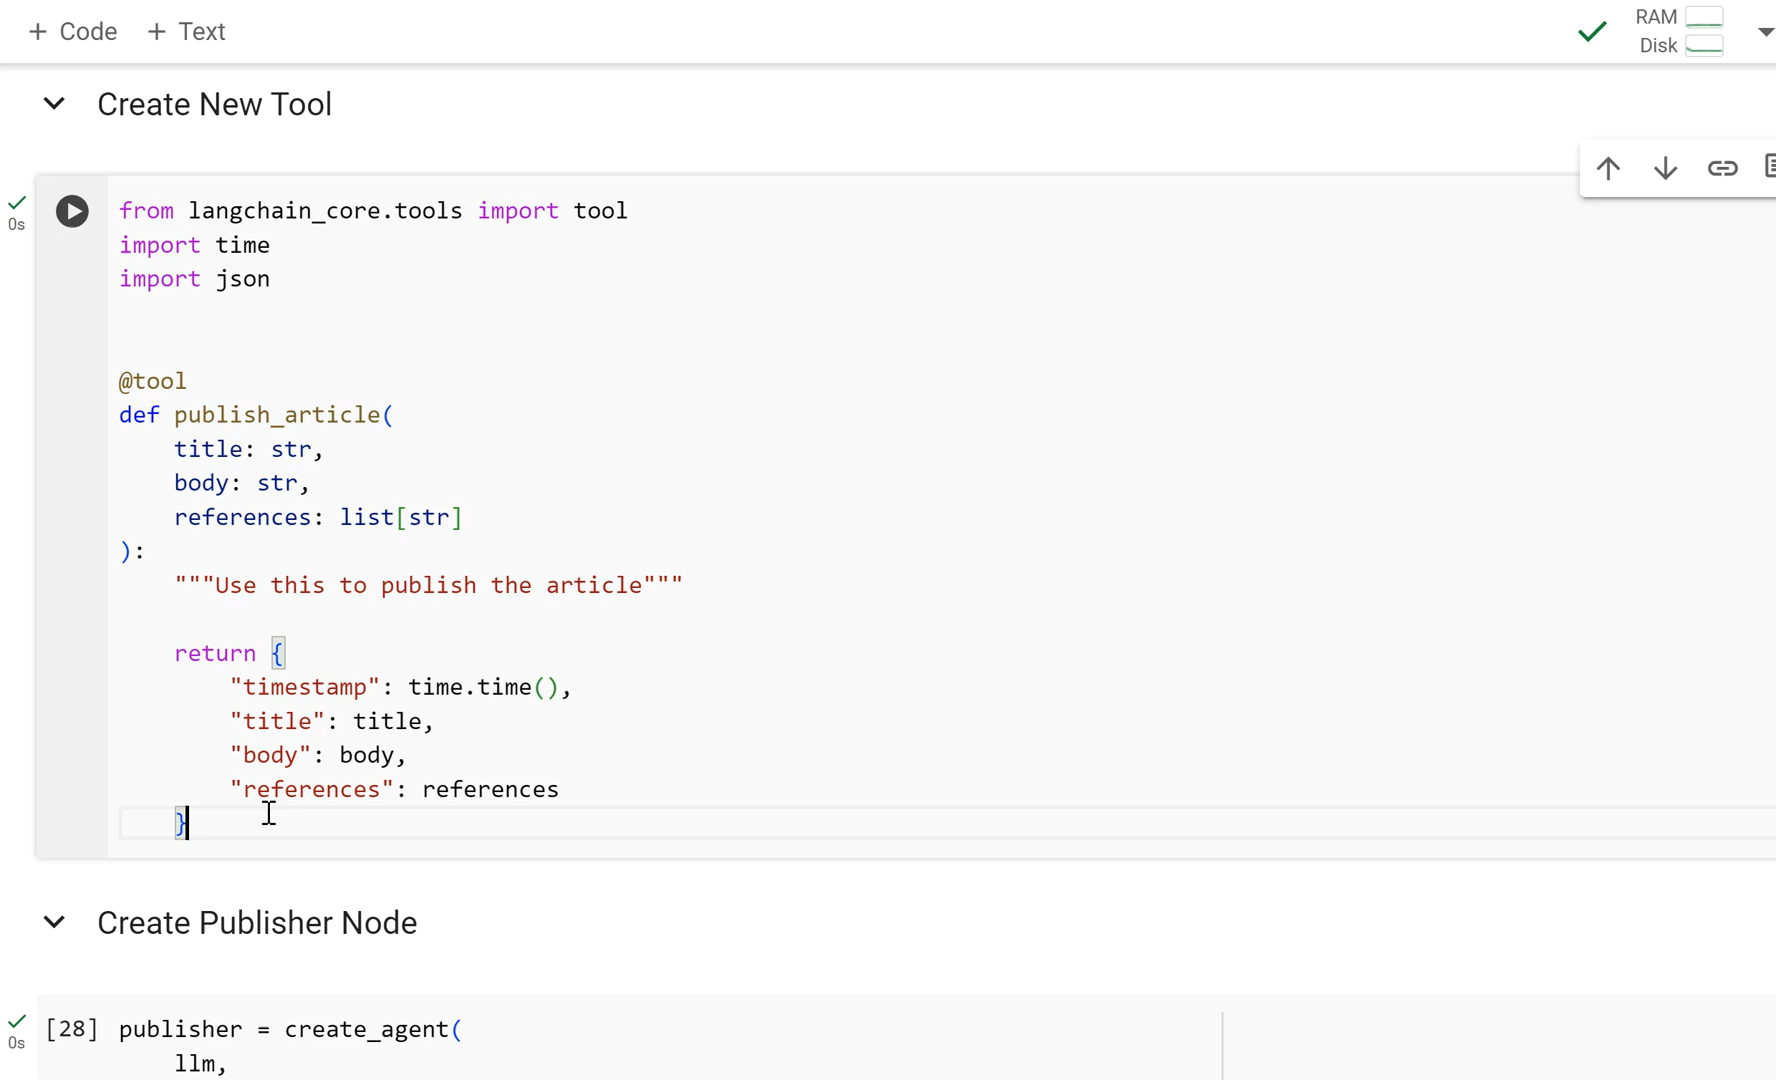 + Code + Text
RAM
Disk
Create New Tool
0s
from langchain_core.tools import tool
import time
import json
@tool
def publish_article(
    title: str,
    body: str,
    references: list[str]
):
    """Use this to publish the article"""
    return {
        "timestamp": time.time(),
        "title": title,
        "body": body,
        "references": references
    }
Create Publisher Node
0s
[28] publisher = create_agent(
    llm,